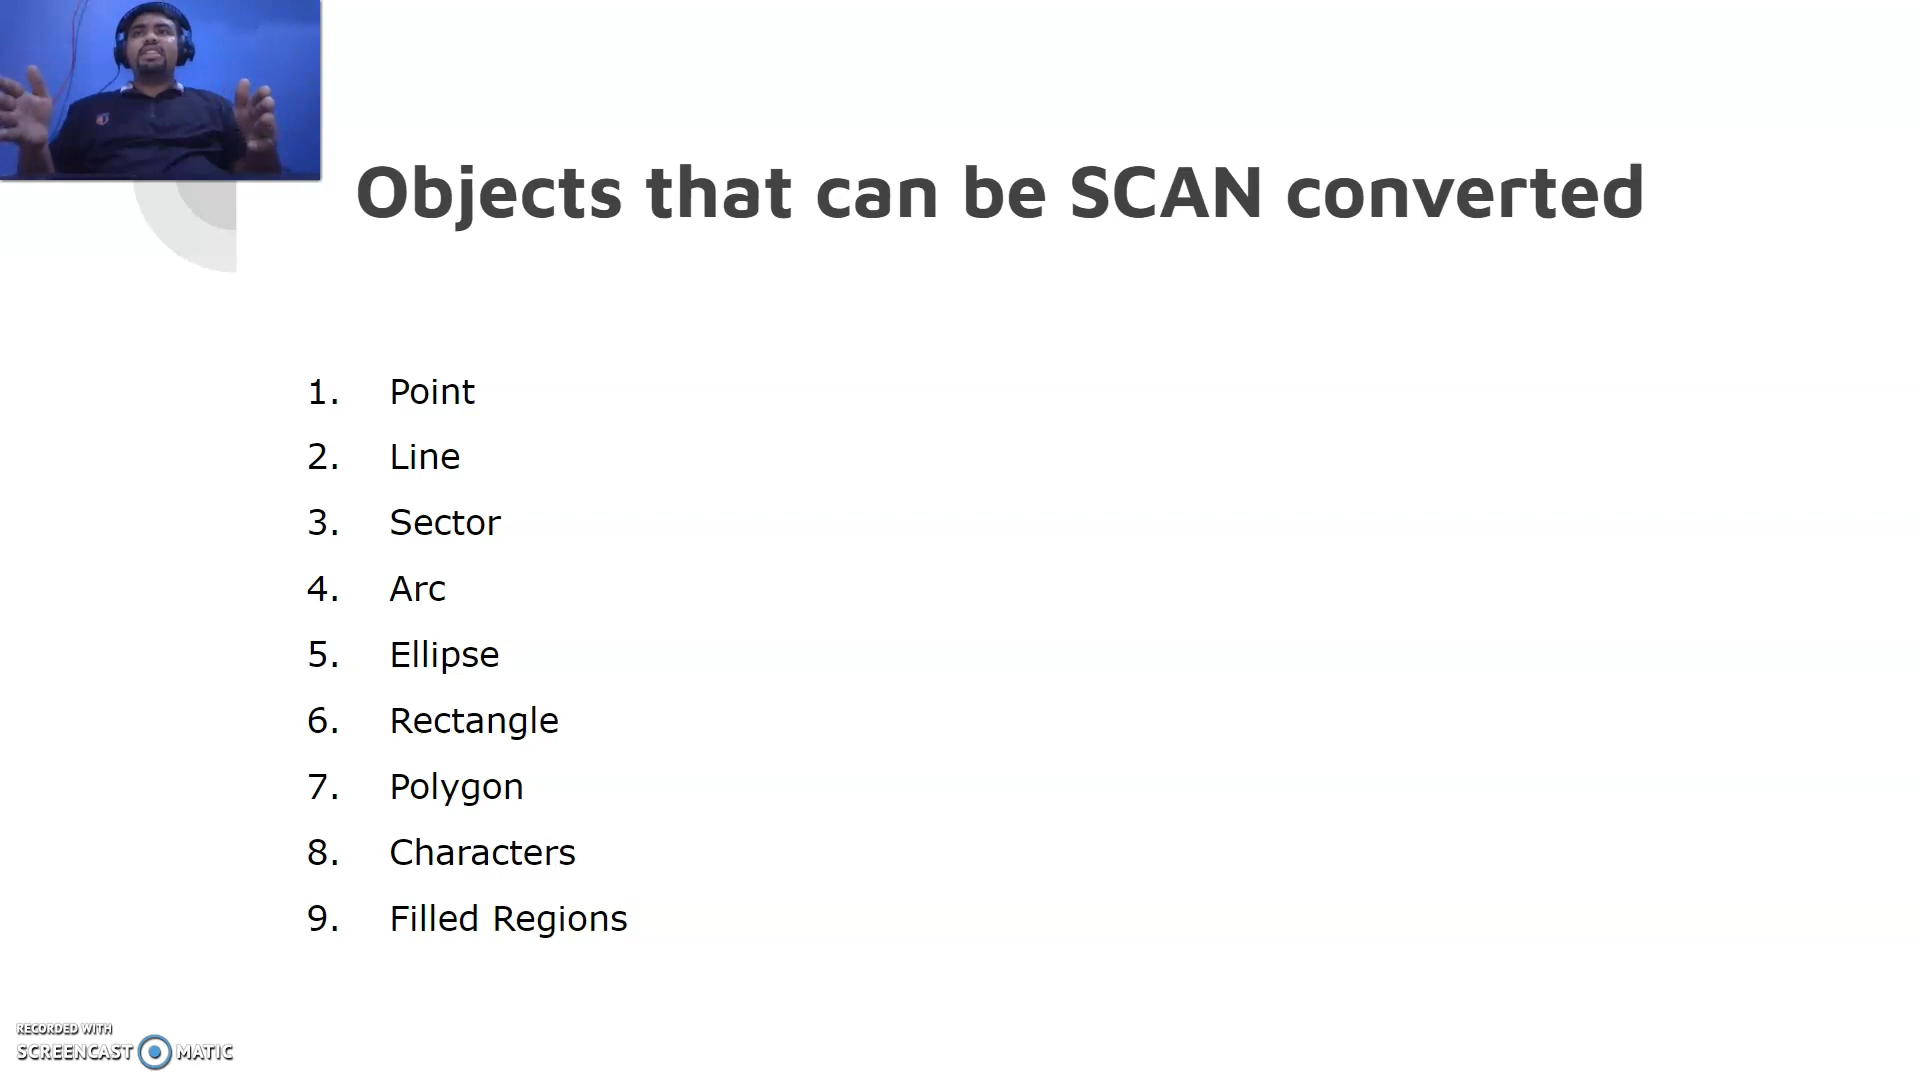 Objects that can be SCAN converted
1. Point
2. Line
3. Sector
4. Arc
5. Ellipse
6. Rectangle
7. Polygon
8. Characters
9. Filled Regions
RECORDED WITH
SCREENCAST MATIC